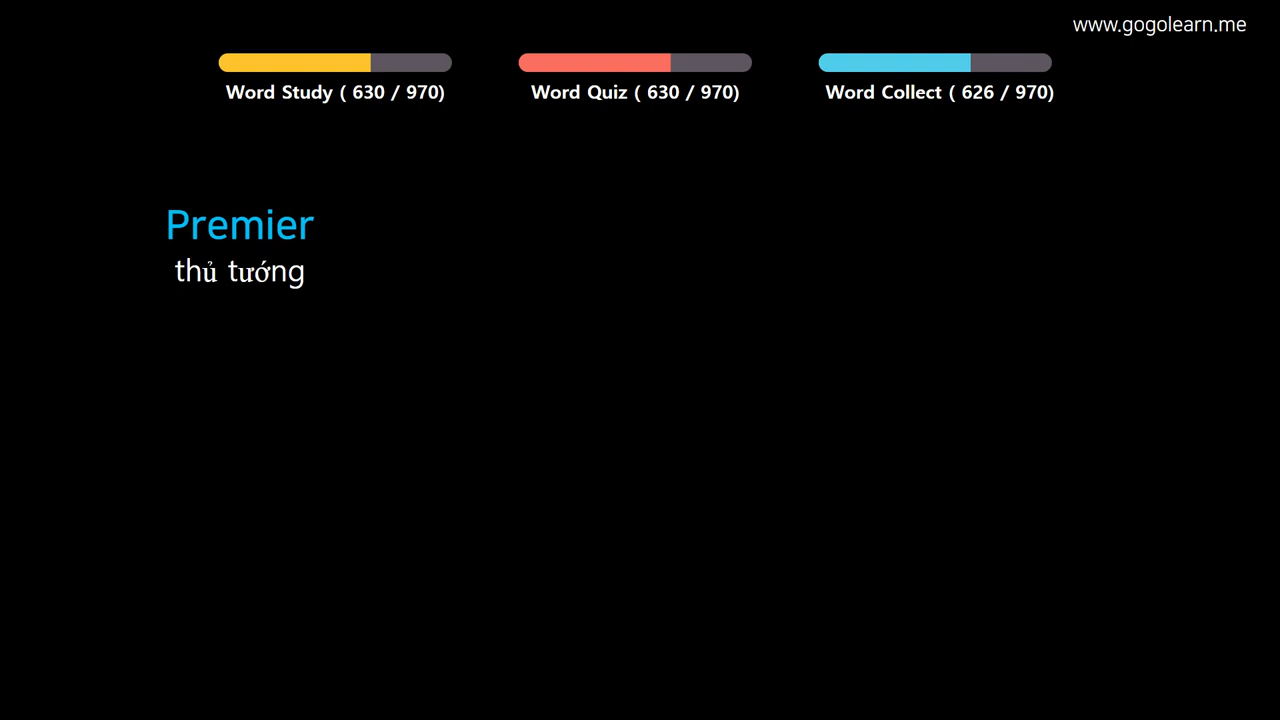 www.gogolearn.me
Word Study ( 630 / 970)
Word Quiz ( 630 / 970)
Word Collect ( 626 / 970)
Premier
thủ tướng